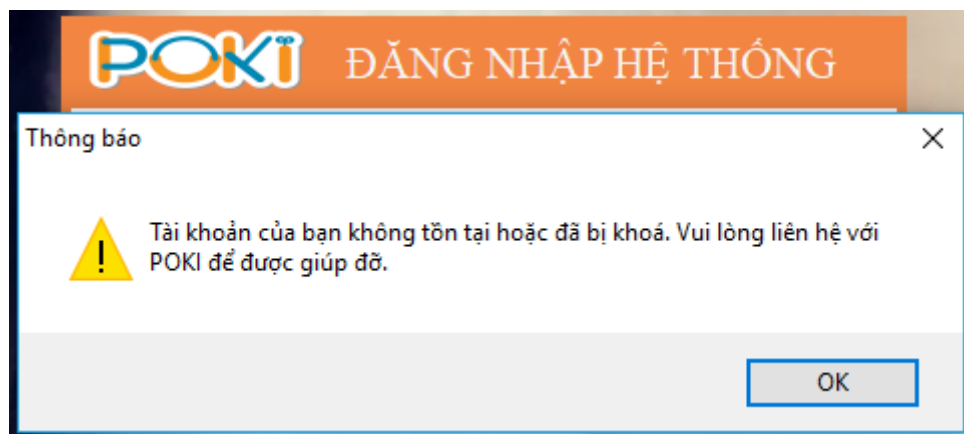 POKI ĐĂNG NHẬP HỆ THỐNG
Thông báo
Tài khoản của bạn không tồn tại hoặc đã bị khoá. Vui lòng liên hệ với
POKI để được giúp đỡ.
OK